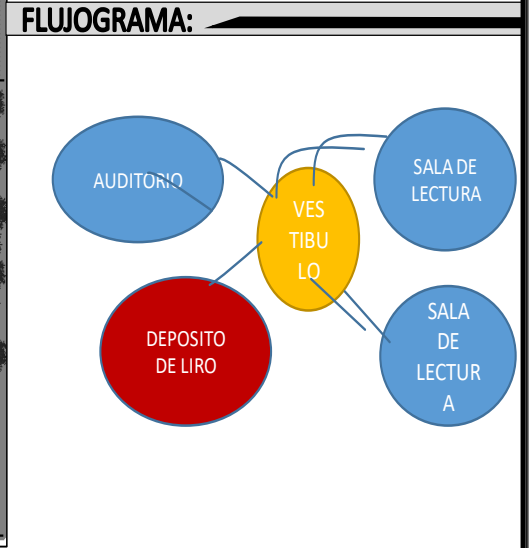 FLUJOGRAMA:
AUDITORIO
VES
TIBU
LO
SALA DE
LECTURA
DEPOSITO
DE LIRO
SALA
DE
LECTUR
A